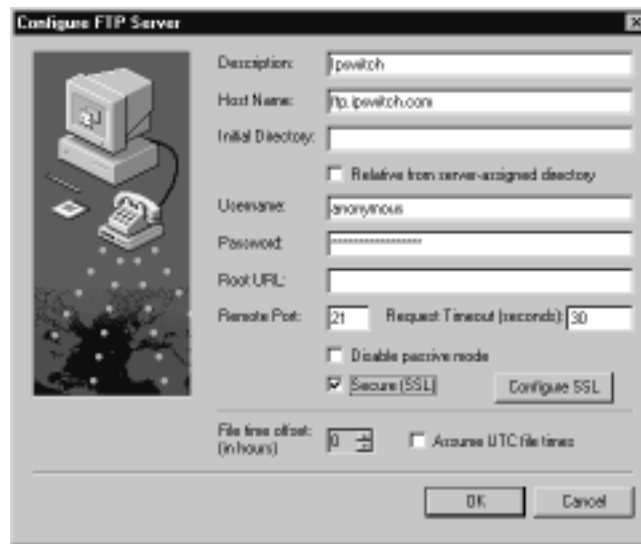 Configure FTP Server
Description: Ipswitch
Host Name: ftp.ipswitch.com
Initial Directory:
Relative from server-assigned directory
Username: anonymous
Password: ******************
Root URL:
Remote Port: 21 Request Timeout (seconds): 30
Disable passive mode
Secure (SSL) Configure SSL
File time offset: 0 Assume UTC file times
(in hours)
OK Cancel